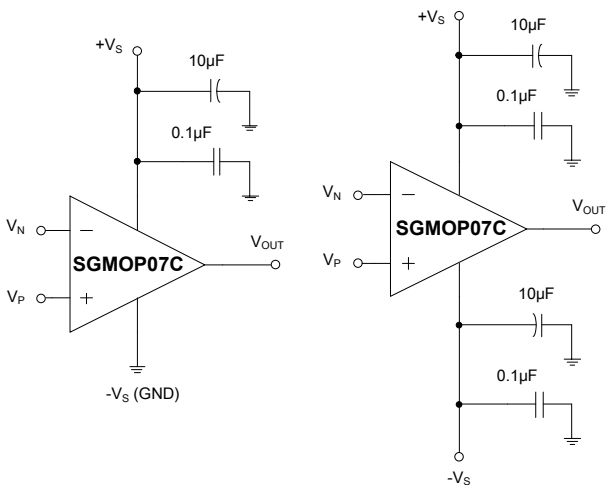 +VS
10µF
0.1µF
VN
VP
−
+
SGMOP07C
VOUT
-VS (GND)
+VS
10µF
0.1µF
VN
VP
−
+
SGMOP07C
VOUT
10µF
0.1µF
-VS